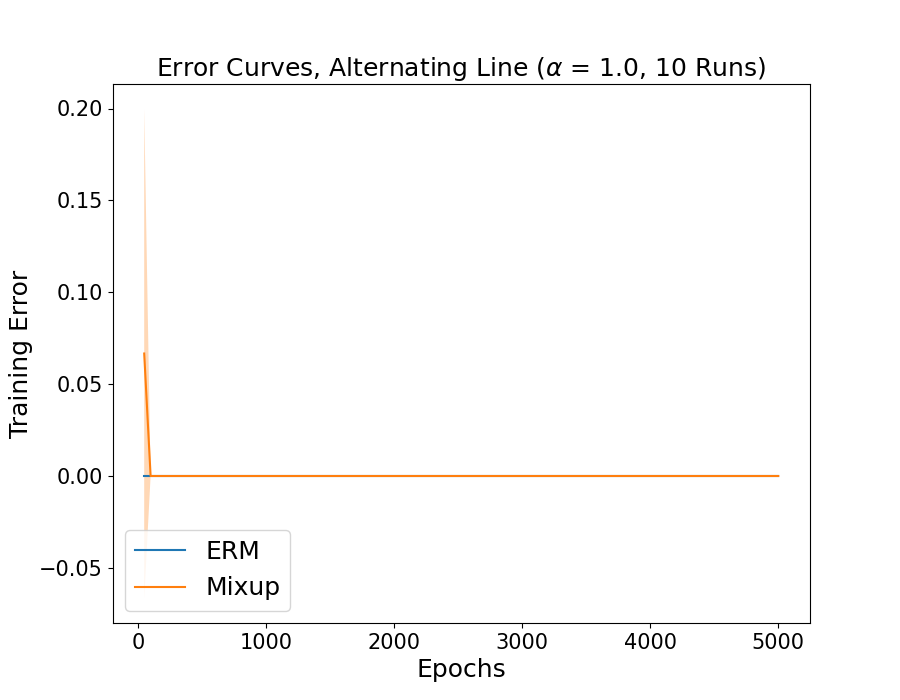 Error Curves, Alternating Line (α = 1.0, 10 Runs)
Training Error
0.20
0.15
0.10
0.05
0.00
−0.05
ERM
Mixup
0 1000 2000 3000 4000 5000
Epochs